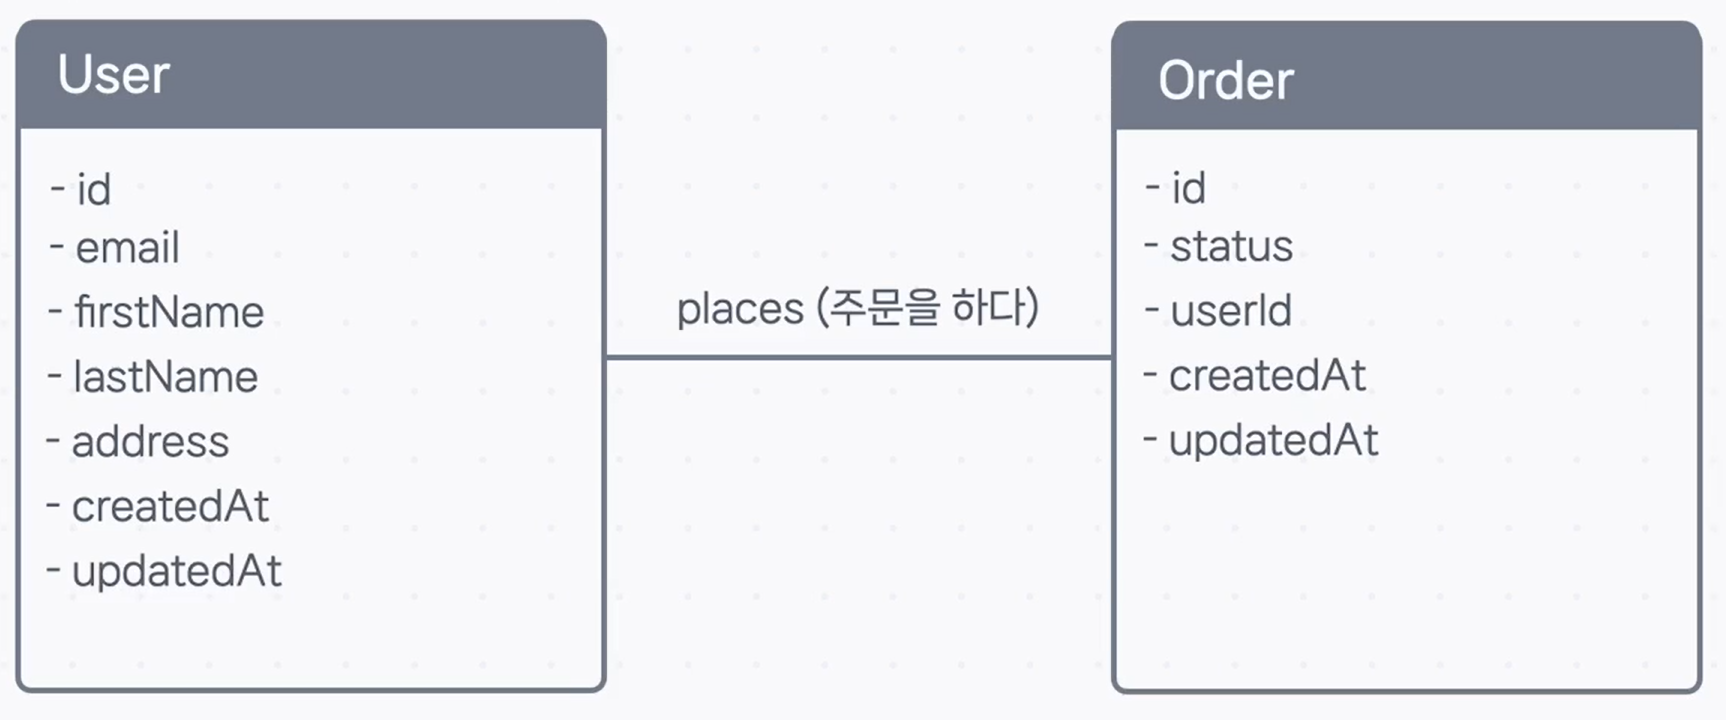 User
- id
- email
- firstName
- lastName
- address
- createdAt
- updatedAt
places (주문을 하다)
Order
- id
- status
- userId
- createdAt
- updatedAt